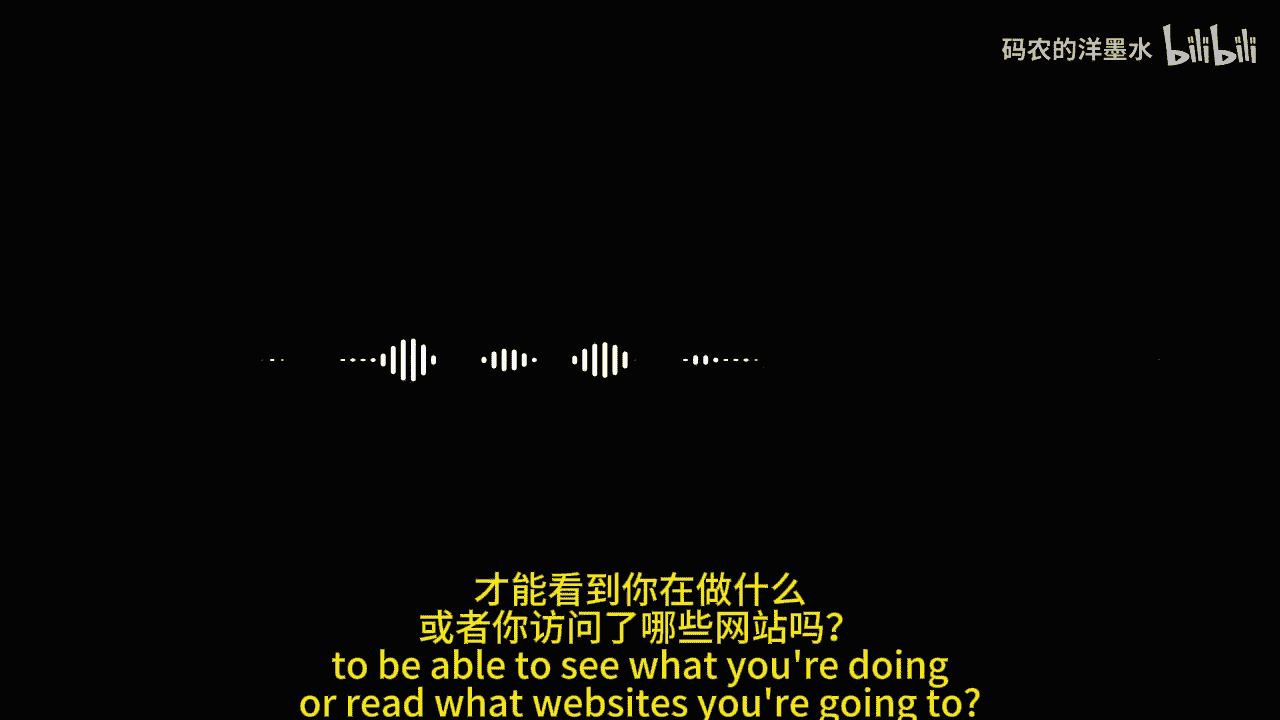 码农的洋墨水 bilibili
才能看到你在做什么
或者你访问了哪些网站吗?
to be able to see what you're doing
or read what websites you're going to?